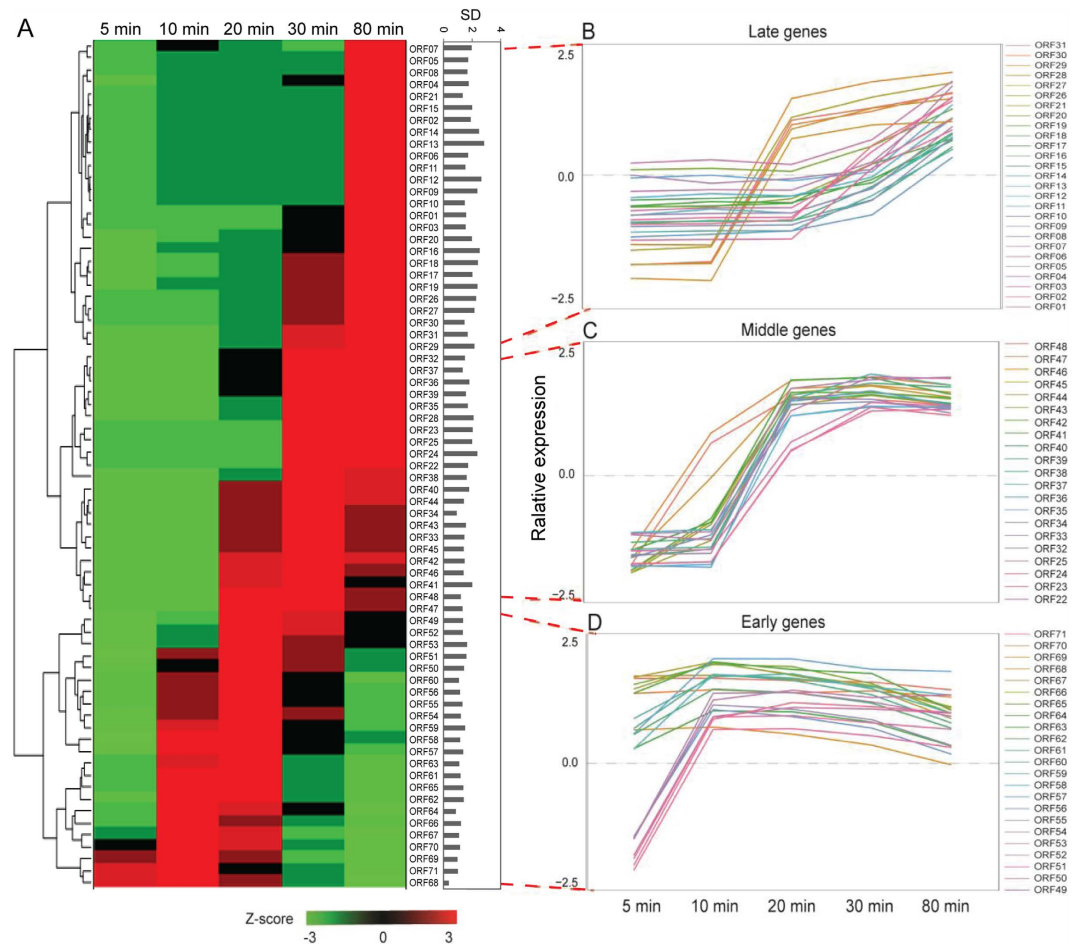 A
5 min 10 min 20 min 30 min 80 min
SD
0 2 4
ORF07
ORF05
ORF08
ORF04
ORF21
ORF15
ORF02
ORF14
ORF13
ORF06
ORF11
ORF12
ORF09
ORF10
ORF01
ORF03
ORF20
ORF16
ORF18
ORF17
ORF19
ORF26
ORF27
ORF30
ORF31
ORF29
ORF32
ORF37
ORF36
ORF39
ORF35
ORF28
ORF23
ORF25
ORF24
ORF22
ORF38
ORF40
ORF44
ORF34
ORF43
ORF33
ORF45
ORF42
ORF46
ORF41
ORF48
ORF47
ORF49
ORF52
ORF53
ORF51
ORF50
ORF60
ORF56
ORF55
ORF54
ORF59
ORF58
ORF57
ORF63
ORF61
ORF65
ORF62
ORF64
ORF66
ORF67
ORF70
ORF69
ORF71
ORF68
Z-score
-3 0 3
Ralative expression
B
Late genes
2.5
0.0
−2.5
ORF31
ORF30
ORF29
ORF28
ORF27
ORF26
ORF21
ORF20
ORF19
ORF18
ORF17
ORF16
ORF15
ORF14
ORF13
ORF12
ORF11
ORF10
ORF09
ORF08
ORF07
ORF06
ORF05
ORF04
ORF03
ORF02
ORF01
C
Middle genes
2.5
0.0
−2.5
ORF48
ORF47
ORF46
ORF45
ORF44
ORF43
ORF42
ORF41
ORF40
ORF39
ORF38
ORF37
ORF36
ORF35
ORF34
ORF33
ORF32
ORF25
ORF24
ORF23
ORF22
D
Early genes
2.5
0.0
−2.5
ORF71
ORF70
ORF69
ORF68
ORF67
ORF66
ORF65
ORF64
ORF63
ORF62
ORF61
ORF60
ORF59
ORF58
ORF57
ORF56
ORF55
ORF54
ORF53
ORF52
ORF51
ORF50
ORF49
5 min 10 min 20 min 30 min 80 min